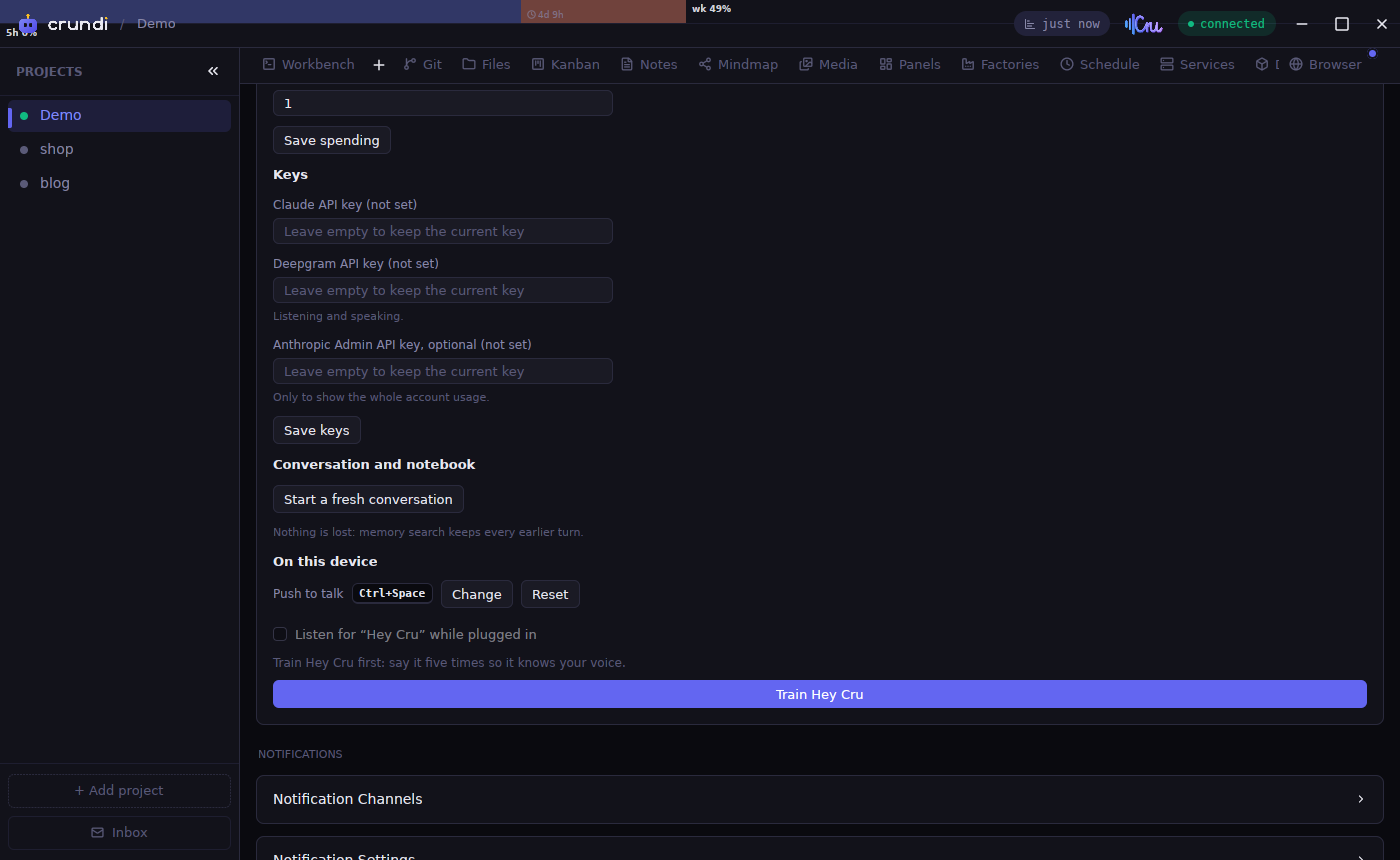 5h 0%
4d 9h
wk 49%
crundi / Demo
just now
Cru
connected
PROJECTS
Workbench
Git
Files
Kanban
Notes
Mindmap
Media
Panels
Factories
Schedule
Services
Browser
Demo
shop
blog
1
Save spending
Keys
Claude API key (not set)
Leave empty to keep the current key
Deepgram API key (not set)
Leave empty to keep the current key
Listening and speaking.
Anthropic Admin API key, optional (not set)
Leave empty to keep the current key
Only to show the whole account usage.
Save keys
Conversation and notebook
Start a fresh conversation
Nothing is lost: memory search keeps every earlier turn.
On this device
Push to talk Ctrl+Space Change Reset
Listen for “Hey Cru” while plugged in
Train Hey Cru first: say it five times so it knows your voice.
Train Hey Cru
NOTIFICATIONS
Notification Channels
Notification Settings
+ Add project
Inbox